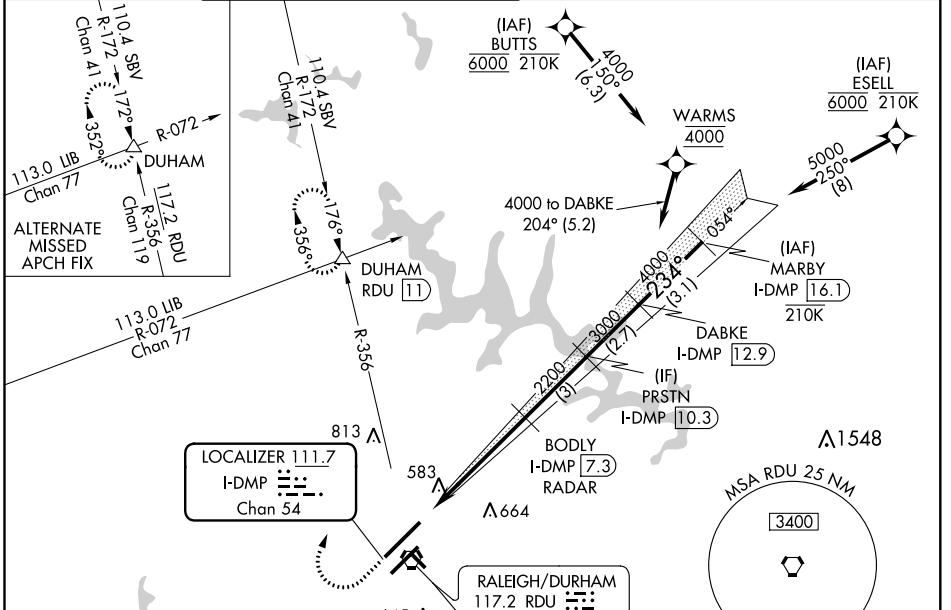 110.4 SBV
R-172
Chan 41
172°
352°
R-072
DUHAM
113.0 LIB
Chan 77
117.2 RDU
R-356
Chan 119
ALTERNATE
MISSED
APCH FIX
110.4 SBV
R-172
Chan 41
176°
356°
DUHAM
RDU 11
113.0 LIB
R-072
Chan 77
R-356
(IAF)
BUTTS
6000 210K
4000
150°
(6.3)
WARMS
4000
(IAF)
ESELL
6000 210K
5000
250°
(8)
4000 to DABKE
204° (5.2)
054°
(IAF)
MARBY
I-DMP 16.1
210K
4000
234°
(3.1)
DABKE
I-DMP 12.9
3000
(2.7)
(IF)
PRSTN
I-DMP 10.3
2200
(3)
BODLY
I-DMP 7.3
RADAR
813
583
664
1548
LOCALIZER 111.7
I-DMP
Chan 54
MSA RDU 25 NM
3400
RALEIGH/DURHAM
117.2 RDU